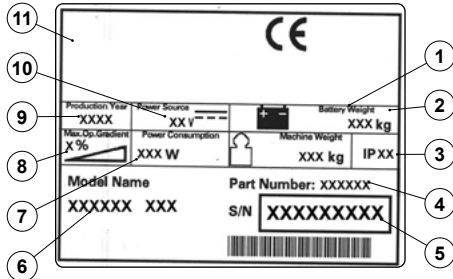 11
CE
10
1
Production Year
XXXX
Power Source
XX V
Battery Weight
XXX kg
2
9
Max.Op.Gradient
X%
Power Consumption
XXX W
Machine Weight
XXX kg
IPXX
3
8
Model Name
XXXXXX XXX
Part Number: XXXXXX
4
7
S/N XXXXXXXXX
5
6